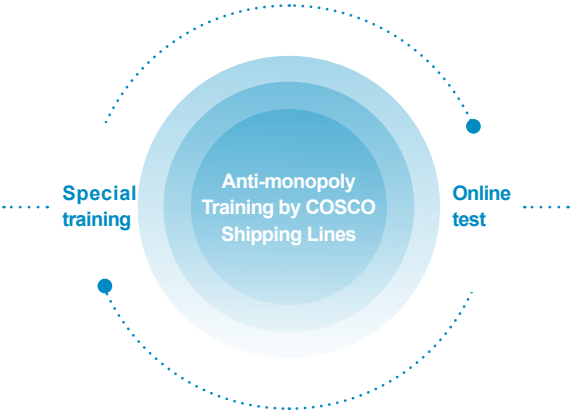 Special
training
Anti-monopoly
Training by COSCO
Shipping Lines
Online
test